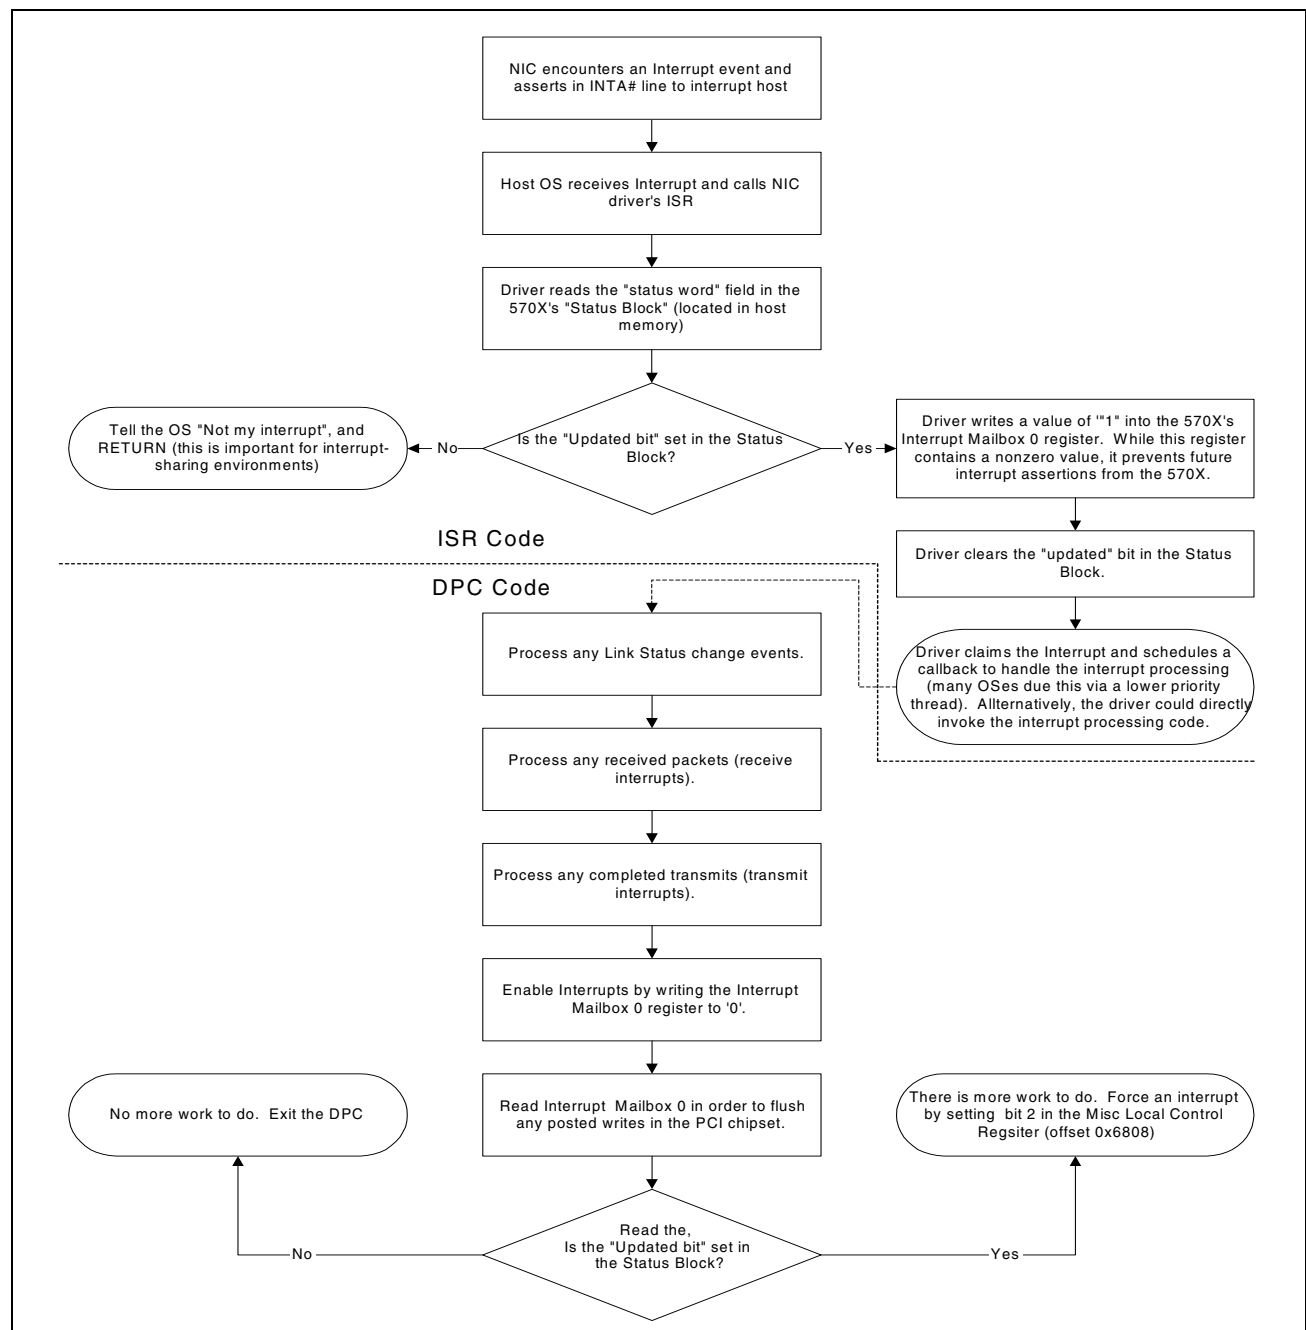 NIC encounters an Interrupt event and
asserts in INTA# line to interrupt host
Host OS receives Interrupt and calls NIC
driver's ISR
Driver reads the "status word" field in the
570X's "Status Block" (located in host
memory)
Is the "Updated bit" set in the Status
Block?
No
Yes
Tell the OS "Not my interrupt", and
RETURN (this is important for interrupt-
sharing environments)
Driver writes a value of '"1" into the 570X's
Interrupt Mailbox 0 register.  While this register
contains a nonzero value, it prevents future
interrupt assertions from the 570X.
Driver clears the "updated" bit in the Status
Block.
Driver claims the Interrupt and schedules a
callback to handle the interrupt processing
(many OSes due this via a lower priority
thread).  Allternatively, the driver could directly
invoke the interrupt processing code.
ISR Code
DPC Code
Process any Link Status change events.
Process any received packets (receive
interrupts).
Process any completed transmits (transmit
interrupts).
Enable Interrupts by writing the Interrupt
Mailbox 0 register to '0'.
Read Interrupt  Mailbox 0 in order to flush
any posted writes in the PCI chipset.
Read the,
Is the "Updated bit" set in
the Status Block?
No
Yes
No more work to do.  Exit the DPC
There is more work to do.  Force an interrupt
by setting  bit 2 in the Misc Local Control
Regsiter (offset 0x6808)